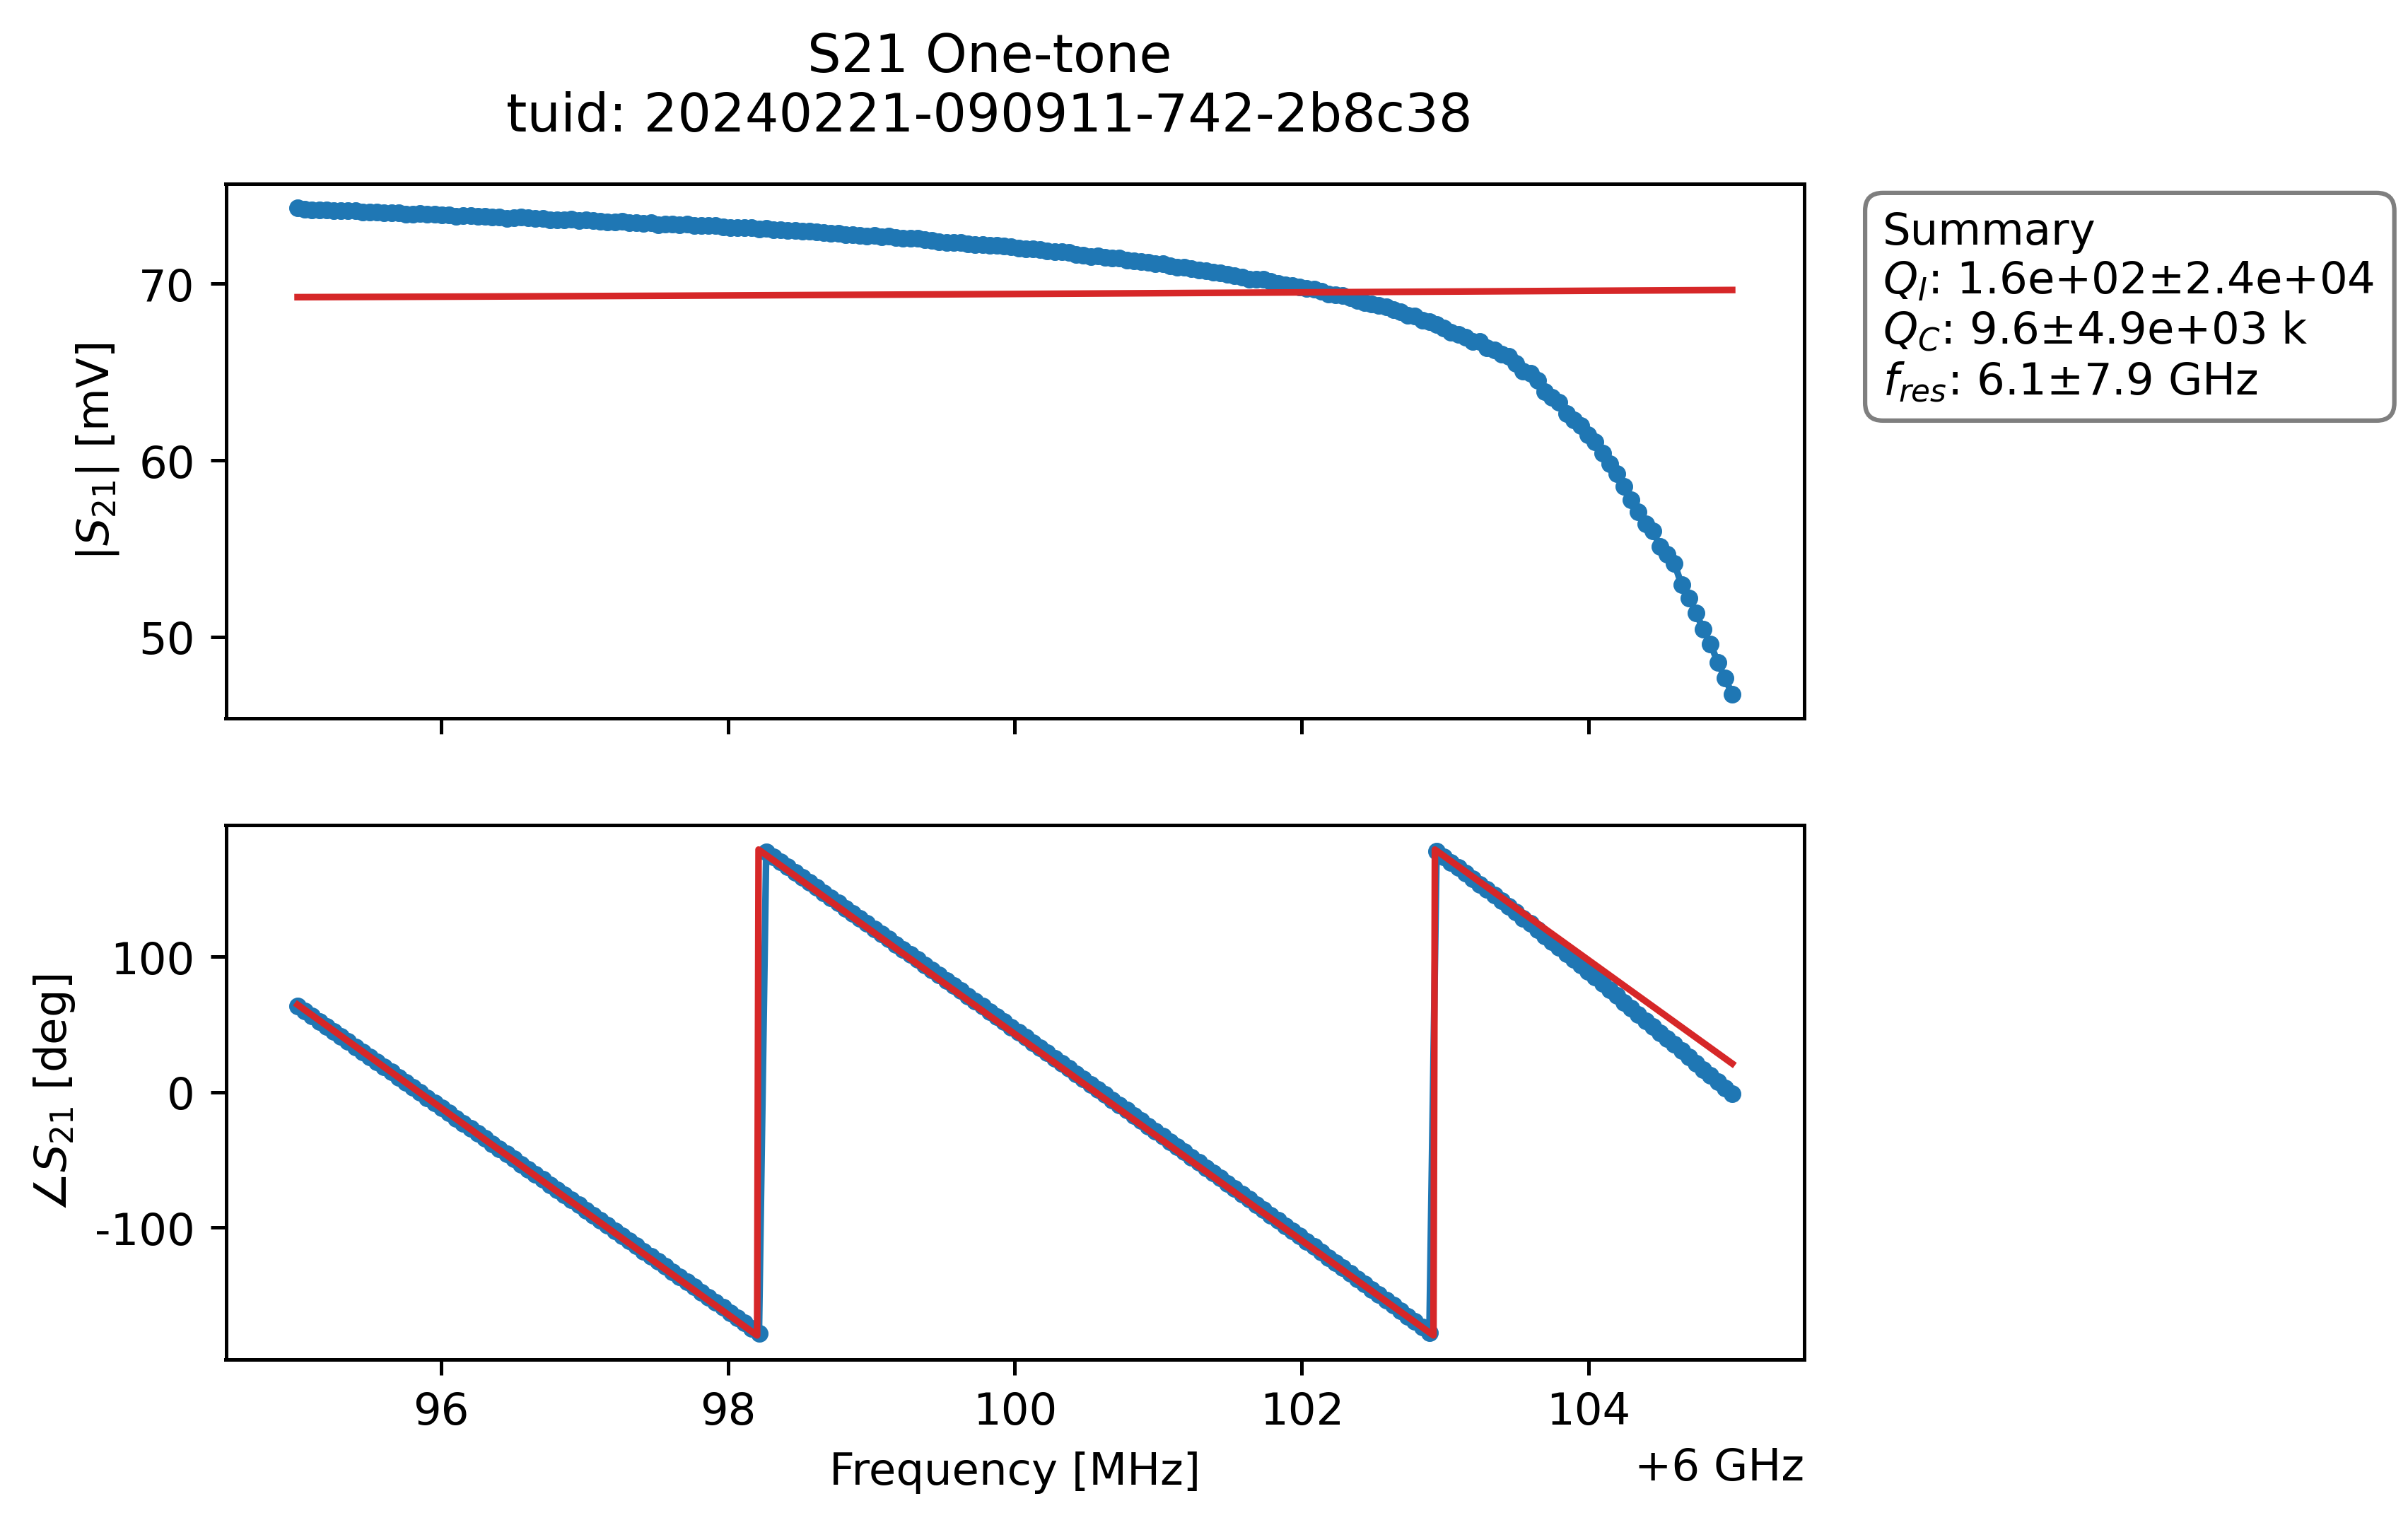 S21 One-tone
tuid: 20240221-090911-742-2b8c38
|S21| [mV]
70
60
50
Summary
QI: 1.6e+02±2.4e+04
QC: 9.6±4.9e+03 k
fres: 6.1±7.9 GHz
∠S21 [deg]
100
0
-100
96 98 100 102 104
Frequency [MHz]
+6 GHz